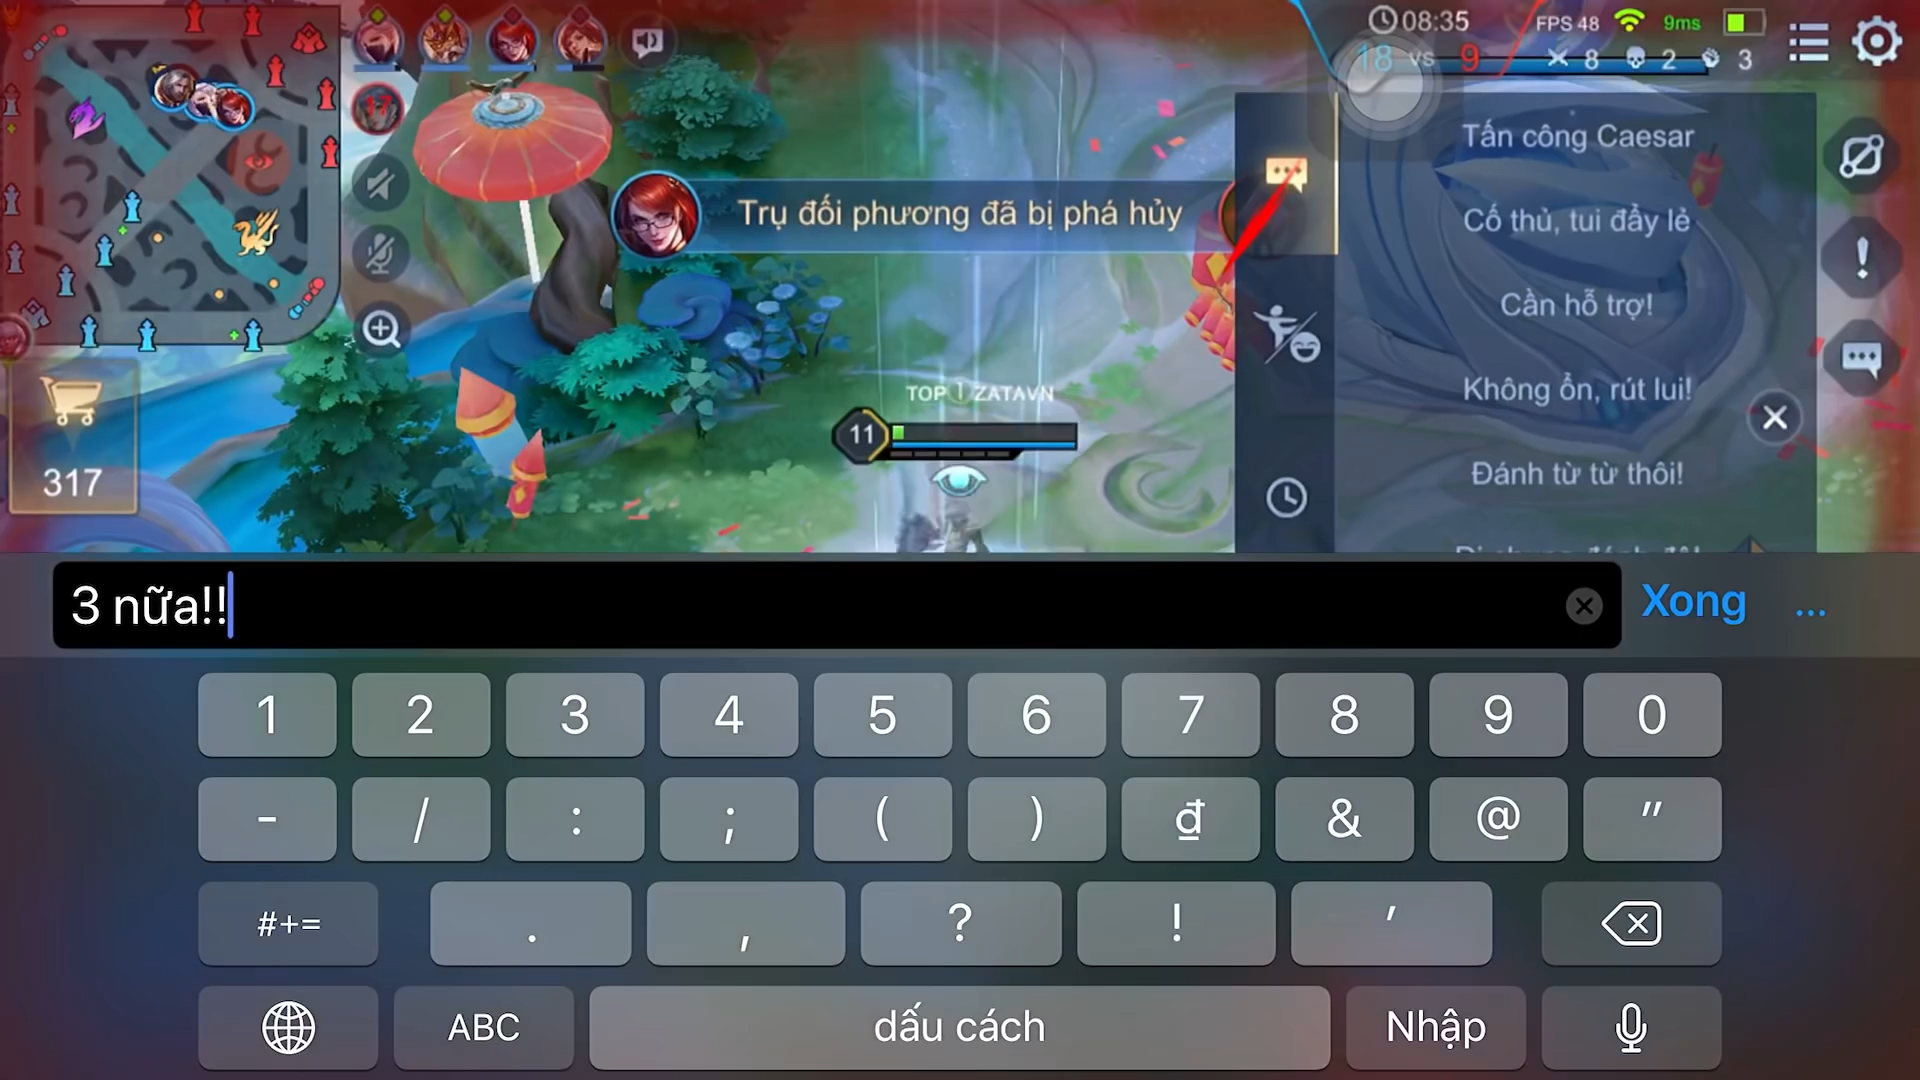 08:35
FPS 48
9ms
18 vs 9
8
2
3
17
Tấn công Caesar
Cố thủ, tui đẩy lẻ
Cần hỗ trợ!
Không ổn, rút lui!
Đánh từ từ thôi!
Trụ đối phương đã bị phá hủy
TOP 1 ZATAVN
11
317
3 nữa!!
Xong
...
1 2 3 4 5 6 7 8 9 0
- / : ; ( ) ₫ & @ "
#+= . , ? ! '
ABC dấu cách Nhập